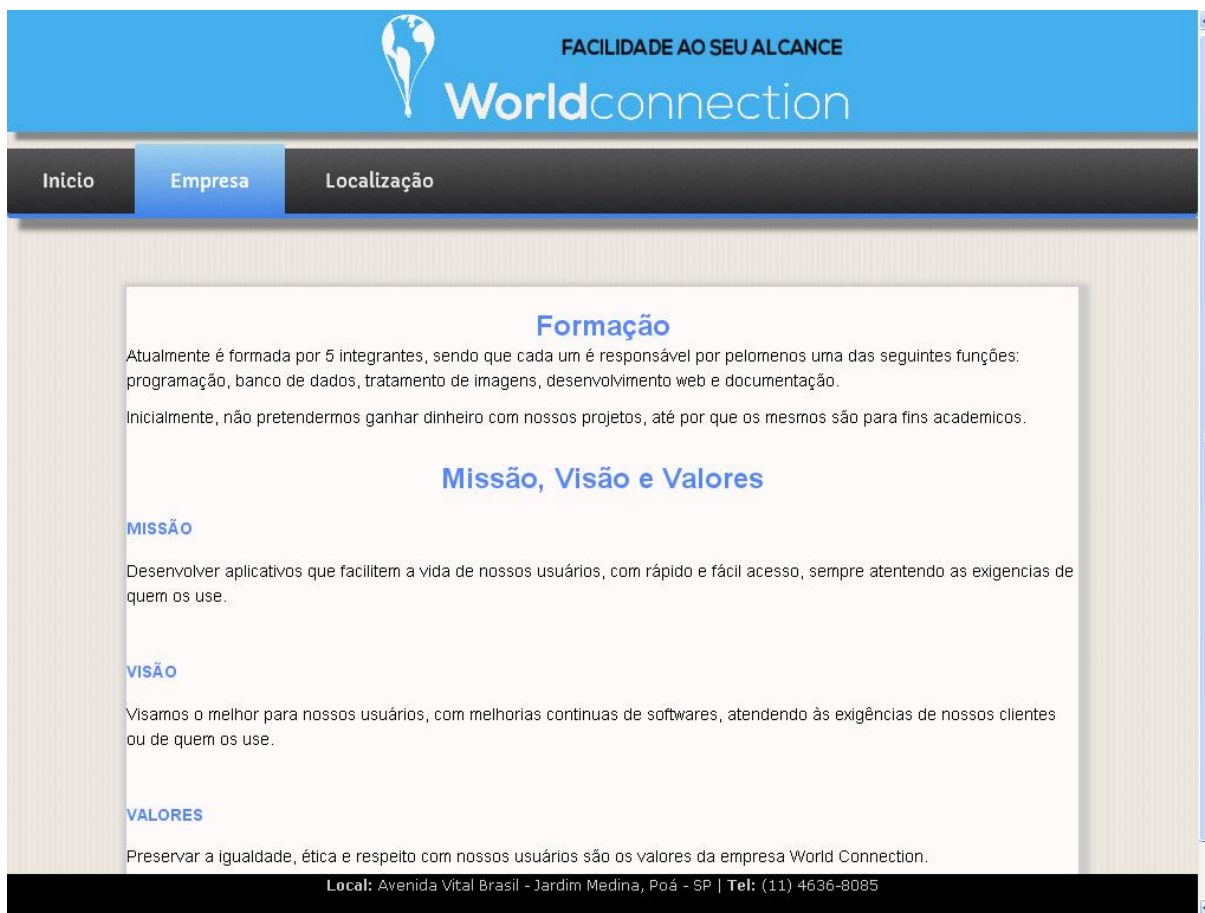 FACILIDADE AO SEU ALCANCE
Worldconnection
Inicio Empresa Localização
Formação
Atualmente é formada por 5 integrantes, sendo que cada um é responsável por pelomenos uma das seguintes funções:
programação, banco de dados, tratamento de imagens, desenvolvimento web e documentação.
Inicialmente, não pretendermos ganhar dinheiro com nossos projetos, até por que os mesmos são para fins academicos.
Missão, Visão e Valores
MISSÃO
Desenvolver aplicativos que facilitem a vida de nossos usuários, com rápido e fácil acesso, sempre atentendo as exigencias de
quem os use.
VISÃO
Visamos o melhor para nossos usuários, com melhorias continuas de softwares, atendendo às exigências de nossos clientes
ou de quem os use.
VALORES
Preservar a igualdade, ética e respeito com nossos usuários são os valores da empresa World Connection.
Local: Avenida Vital Brasil - Jardim Medina, Poá - SP | Tel: (11) 4636-8085